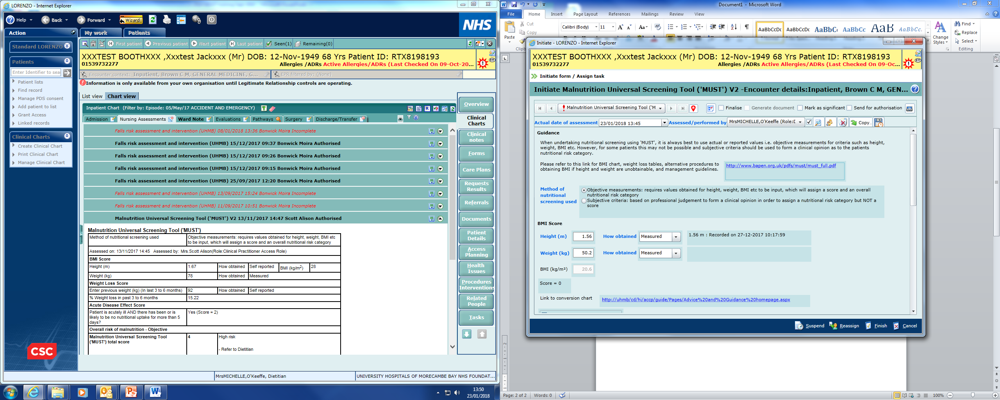 LORENZO - Internet Explorer
Help Back Forward Wizard
NHS
Action
My work Patients
Standard LORENZO
Patients
Enter Identifier to sea
Patient lists
Find record
Manage PDS consent
Add patient to list
Grant Access
Linked records
Clinical Charts
Create Clinical Chart
Print Clinical Chart
Manage Clinical Chart
CSC
First patient Previous patient Next patient Last patient Seen(1) Remaining(0)
XXXTEST BOOTHXXX ,Xxxtest Jackxxx (Mr) DOB: 12-Nov-1949 68 Yrs Patient ID: RTX8198193
01539732277 Allergies /ADRs Active Allergies/ADRs (Last Checked On 09-Oct-20...
RTT
Encounter context: Inpatient, Brown C M, GENERAL MEDICINE, G... EPR filtered by: (None)
Information is only available from your own organisation until Legitimate Relationship controls are operating.
List view Chart view
Inpatient Chart (Filter by: Episode: 05/May/17 ACCIDENT AND EMERGENCY)
Admission Nursing Assessments Ward Note Evaluations Pathways Surgery Discharge/Transfer
Falls risk assessment and intervention (UHMB) 08/01/2018 13:36 Bonwick Moira Incomplete
Falls risk assessment and intervention (UHMB) 15/12/2017 09:37 Bonwick Moira Authorised
Falls risk assessment and intervention (UHMB) 15/12/2017 09:26 Bonwick Moira Authorised
Falls risk assessment and intervention (UHMB) 15/12/2017 09:15 Bonwick Moira Authorised
Falls risk assessment and intervention (UHMB) 25/09/2017 12:20 Bonwick Moira Authorised
Falls risk assessment and intervention (UHMB) 13/09/2017 15:24 Bonwick Moira Incomplete
Falls risk assessment and intervention (UHMB) 11/09/2017 10:51 Bonwick Moira Incomplete
Malnutrition Universal Screening Tool ('MUST') V2 13/11/2017 14:47 Scott Alison Authorised
Malnutrition Universal Screening Tool ('MUST')
Method of nutritional screening used Objective measurements: requires values obtained for height, weight, BMI etc
to be input, which will assign a score and an overall nutritional risk category
Assessed on: 13/11/2017 14:45 Assessed by: Mrs.Scott Alison(Role:Clinical Practitioner Access Role)
BMI Score
Height (m) 1.67 How obtained Self reported BMI (kg/m2) 28
Weight (kg) 78 How obtained Measured
Weight Loss Score
Enter previous weight (kg) (In last 3 to 6 months) 92 How obtained Self reported
% Weight loss in past 3 to 6 months 15.22
Acute Disease Effect Score
Patient is acutely ill AND there has been or is Yes (Score = 2)
likely to be no nutritional uptake for more than 5
days?
Overall risk of malnutrition - Objective
Malnutrition Universal Screening Tool 4 High risk
('MUST') total score
- Refer to Dietitian
Overview
Clinical
Charts
Clinical
notes
Forms
Care Plans
Requests
Results
Referrals
Documents
Patient
Details
Access
Planning
Health
Issues
Procedures
Interventions
Related
People
Tasks
MrsMICHELLE,O'Keeffe, Dietitian UNIVERSITY HOSPITALS OF MORECAMBE BAY NHS FOUNDAT...
13:50
23/01/2018
Document1 - Microsoft Word
File Home Insert Page Layout References Mailings Review View
Paste Cut
Copy
Calibri (Body) 11
AaBbCcDc AaBbCcDc AaBbCc AaBbCc AaB AaBbCc.
Change
Styles
Find
Replace
Select
Editing
Initiate - LORENZO - Internet Explorer
XXXTEST BOOTHXXX ,Xxxtest Jackxxx (Mr) DOB: 12-Nov-1949 68 Yrs Patient ID: RTX8198193
01539732277 Allergies /ADRs Active Allergies/ADRs (Last Checked On 09-Oc...
RTT
Initiate form / Assign task
Initiate Malnutrition Universal Screening Tool ('MUST') V2 -Encounter details:Inpatient, Brown C M, GEN...
Malnutrition Universal Screening Tool ('M Finalise Generate document Mark as significant Send for authorisation
Actual date of assessment 23/01/2018 13:45 Assessed/performed by MrsMICHELLE,O'Keeffe (Role:D Copy..
Guidance
When undertaking nutritional screening using 'MUST', it is always best to use actual or reported values i.e. objective measurements for criteria such as height,
weight, BMI etc. However, for some patients this may not be possible and subjective criteria should be used to form a clinical opinion as to the patients
nutritional risk category.
Please refer to this link for BMI chart, weight loss tables, alternative procedures to
obtaining BMI if height and weight are unobtainable, and management guidelines.
http://www.bapen.org.uk/pdfs/must/must_full.pdf
Method of
nutritional
screening used
Objective measurements: requires values obtained for height, weight, BMI etc to be input, which will assign a score and an overall
nutritional risk category
Subjective criteria: based on professional judgement to form a clinical opinion in order to assign a nutritional risk category but NOT a
score
BMI Score
Height (m) 1.56 How obtained Measured 1.56 m : Recorded on 27-12-2017 10:17:59
Weight (kg) 50.2 How obtained Measured
BMI (kg/m²) 20.6
Score = 0
Link to conversion chart http://uhmb/cd/hi/accp/guide/Pages/Advice%20and%20Guidance%20homepage.aspx
Suspend Reassign Finish Cancel
Page: 2 of 2 Words: 0 100%